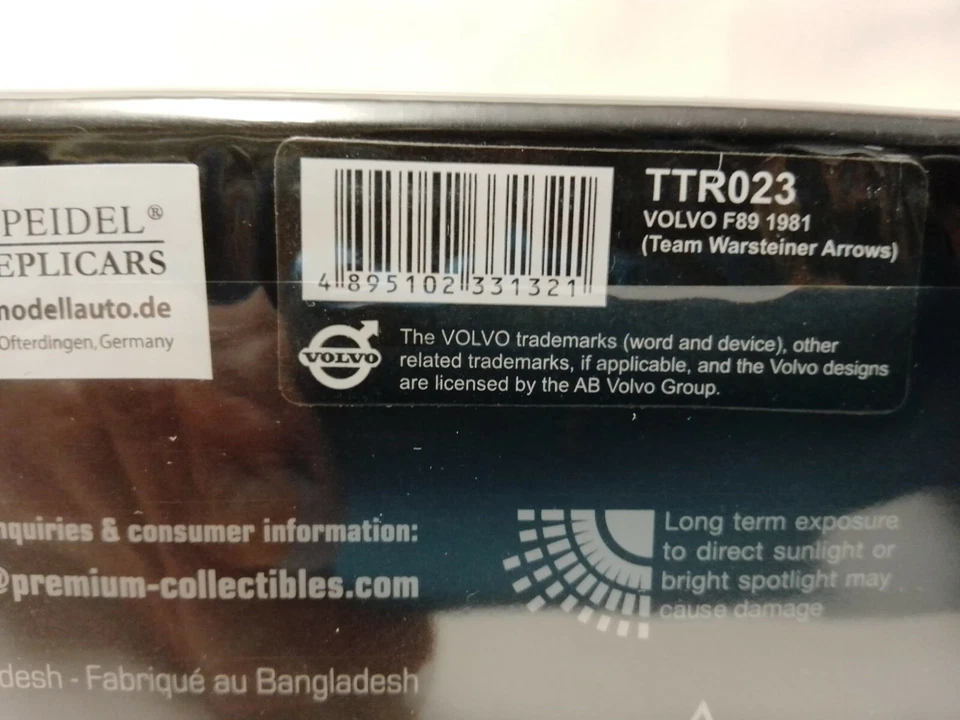 PEIDEL®
EPLICARS
modellauto.de
Ofterdingen, Germany
4 895102 331321
TTR023
VOLVO F89 1981
(Team Warsteiner Arrows)
VOLVO
The VOLVO trademarks (word and device), other
related trademarks, if applicable, and the Volvo designs
are licensed by the AB Volvo Group.
nquiries & consumer information:
@premium-collectibles.com
Long term exposure
to direct sunlight or
bright spotlight may
cause damage
desh - Fabriqué au Bangladesh